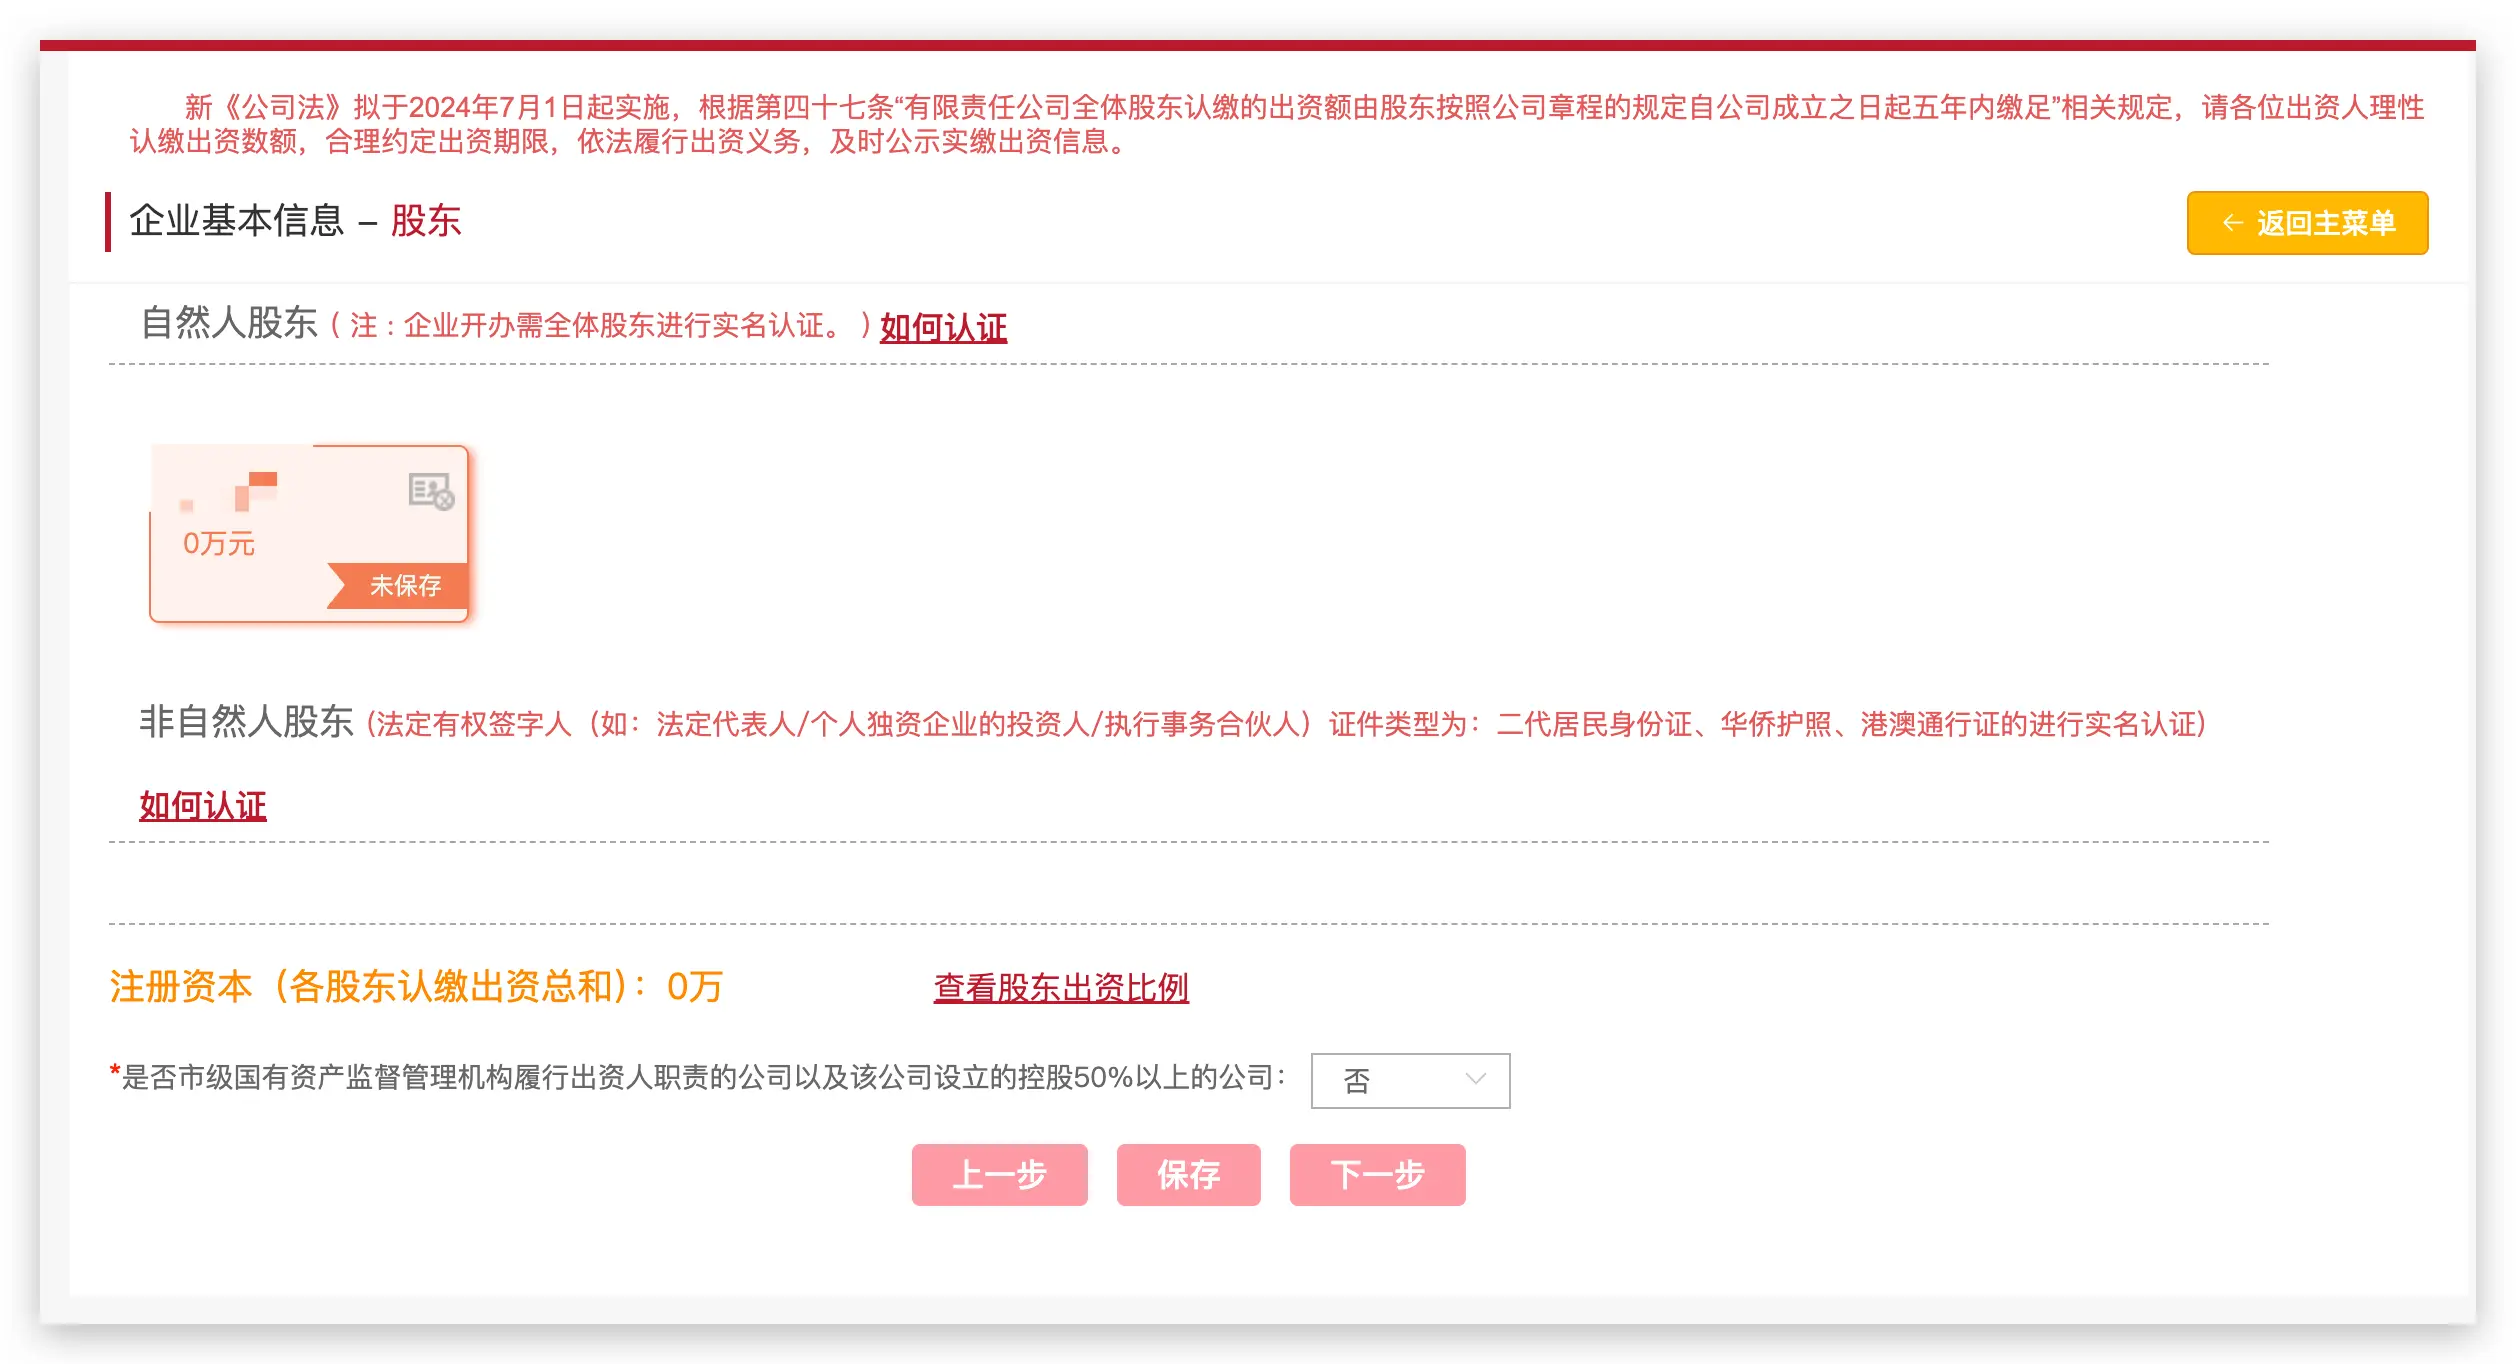 新《公司法》拟于2024年7月1日起实施，根据第四十七条“有限责任公司全体股东认缴的出资额由股东按照公司章程的规定自公司成立之日起五年内缴足”相关规定，请各位出资人理性
认缴出资数额，合理约定出资期限，依法履行出资义务，及时公示实缴出资信息。
企业基本信息 – 股东
← 返回主菜单
自然人股东 ( 注：企业开办需全体股东进行实名认证。 ) 如何认证
0万元
未保存
非自然人股东 (法定有权签字人（如：法定代表人/个人独资企业的投资人/执行事务合伙人）证件类型为：二代居民身份证、华侨护照、港澳通行证的进行实名认证)
如何认证
注册资本（各股东认缴出资总和）：0万 查看股东出资比例
*是否市级国有资产监督管理机构履行出资人职责的公司以及该公司设立的控股50%以上的公司： 否
上一步 保存 下一步